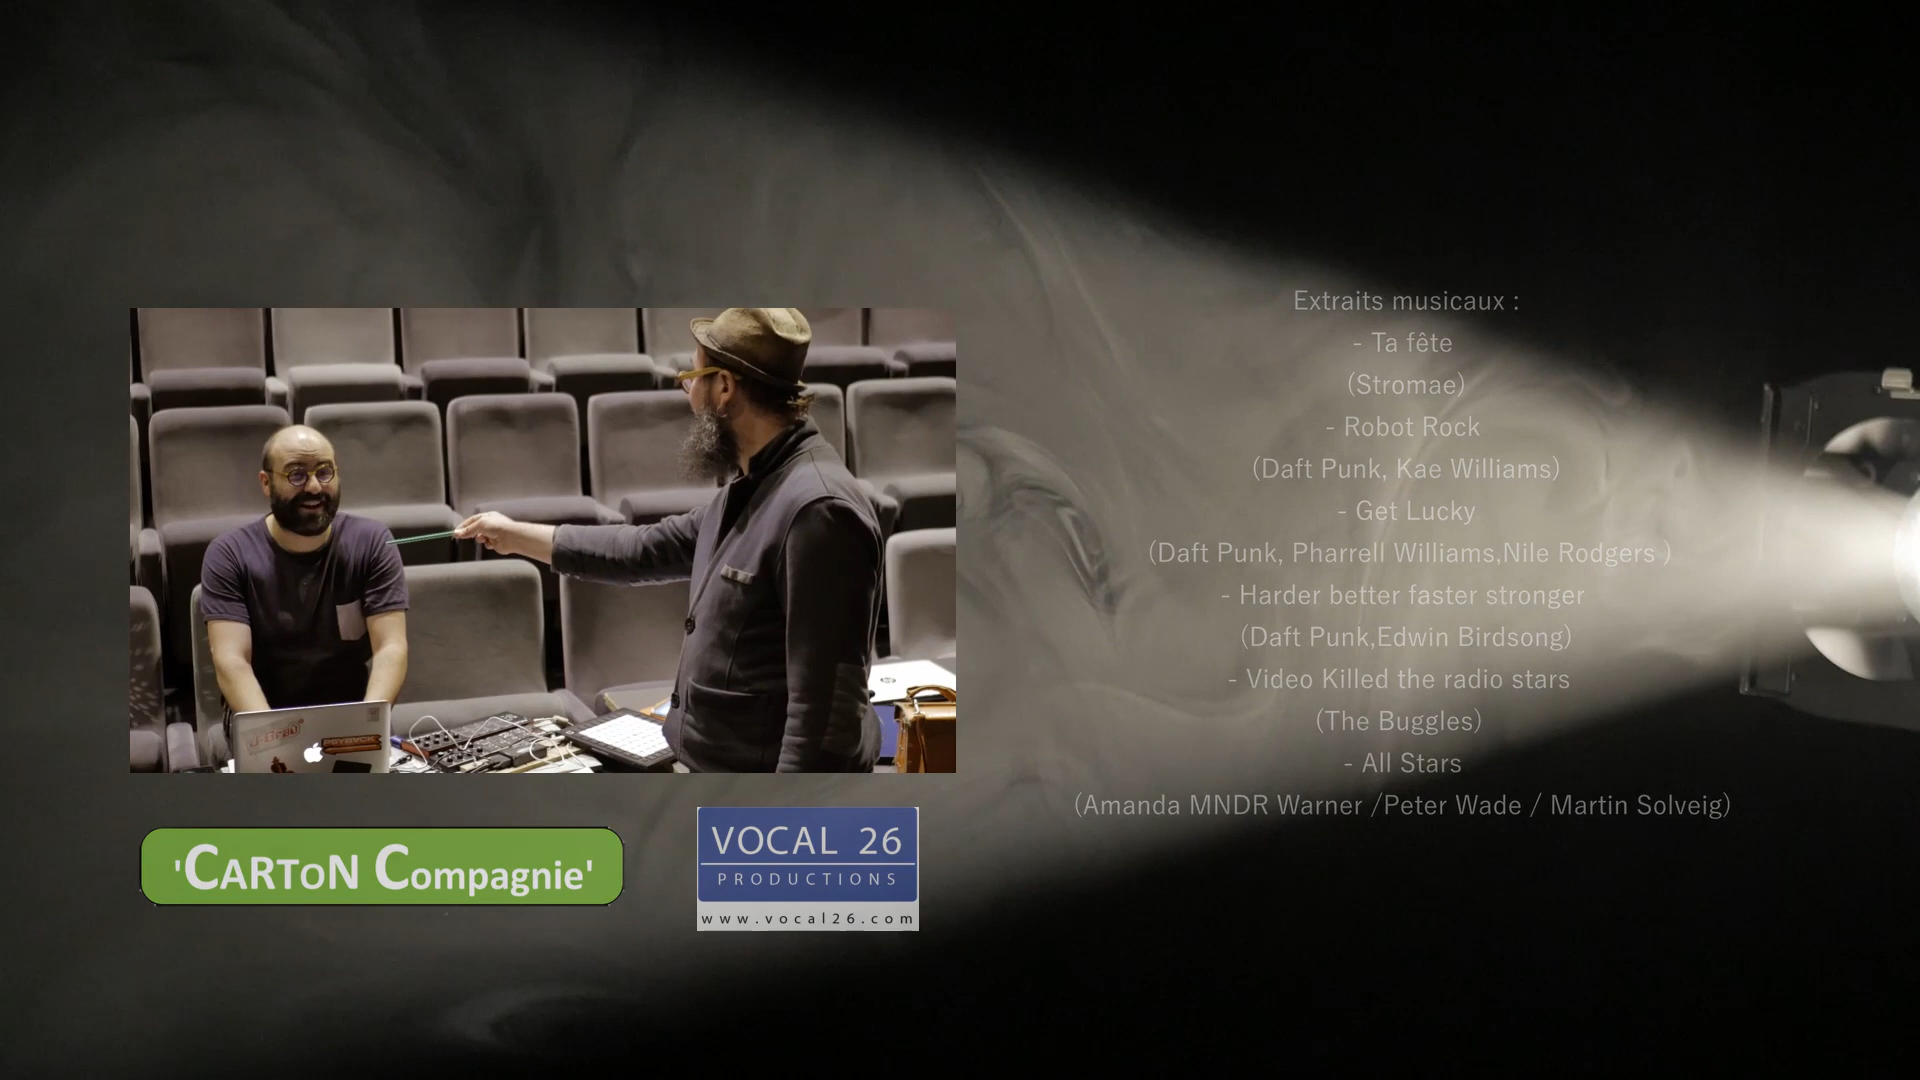 Extraits musicaux :
- Ta fête
(Stromae)
- Robot Rock
(Daft Punk, Kae Williams)
- Get Lucky
(Daft Punk, Pharrell Williams,Nile Rodgers )
- Harder better faster stronger
(Daft Punk,Edwin Birdsong)
- Video Killed the radio stars
(The Buggles)
- All Stars
(Amanda MNDR Warner /Peter Wade / Martin Solveig)
'CARToN Compagnie'
VOCAL 26
PRODUCTIONS
www.vocal26.com